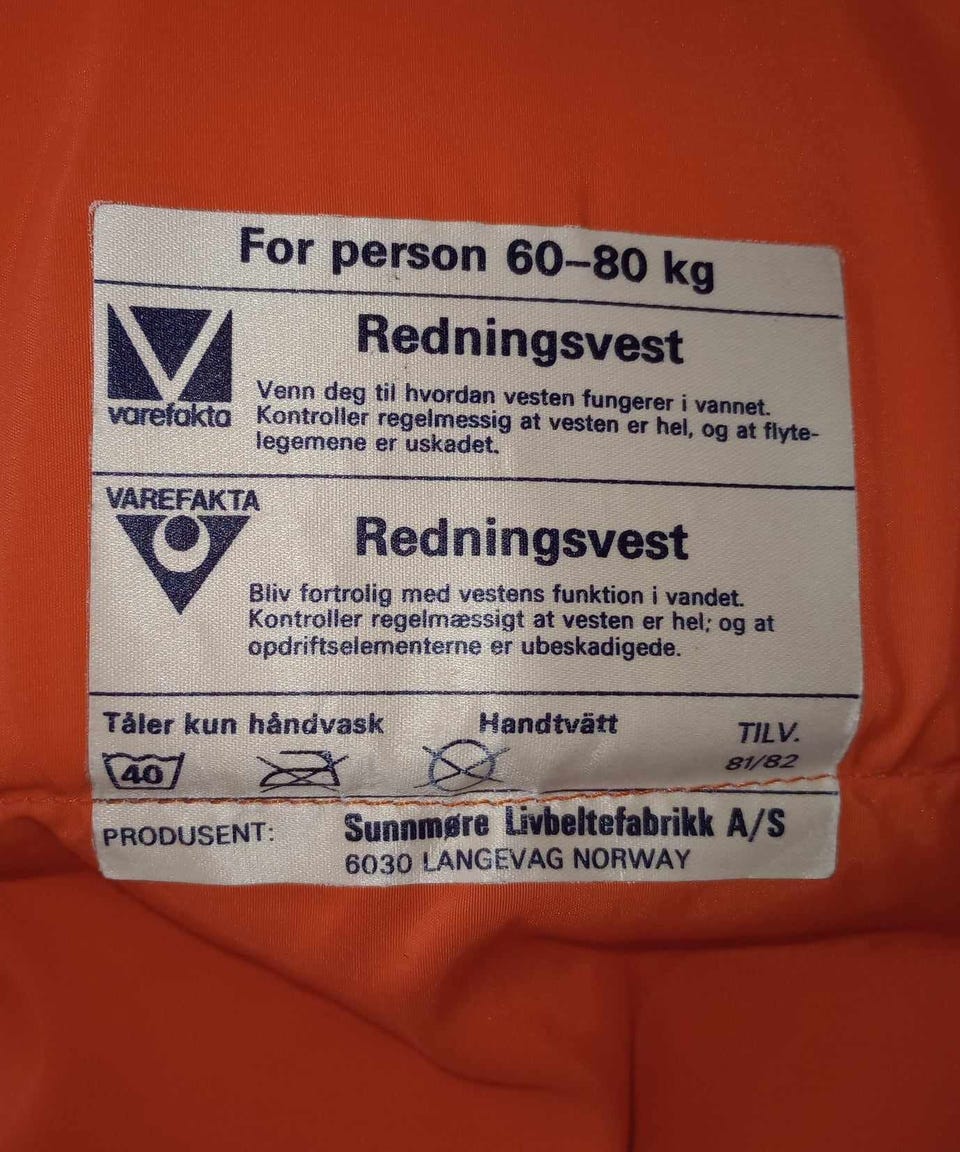 For person 60–80 kg
varefakta
Redningsvest
Venn deg til hvordan vesten fungerer i vannet.
Kontroller regelmessig at vesten er hel, og at flyte-
legemene er uskadet.
VAREFAKTA
Redningsvest
Bliv fortrolig med vestens funktion i vandet.
Kontroller regelmæssigt at vesten er hel; og at
opdriftselementerne er ubeskadigede.
Tåler kun håndvask Handtvätt TILV.
40 81/82
PRODUSENT: Sunnmøre Livbeltefabrikk A/S
6030 LANGEVAG NORWAY